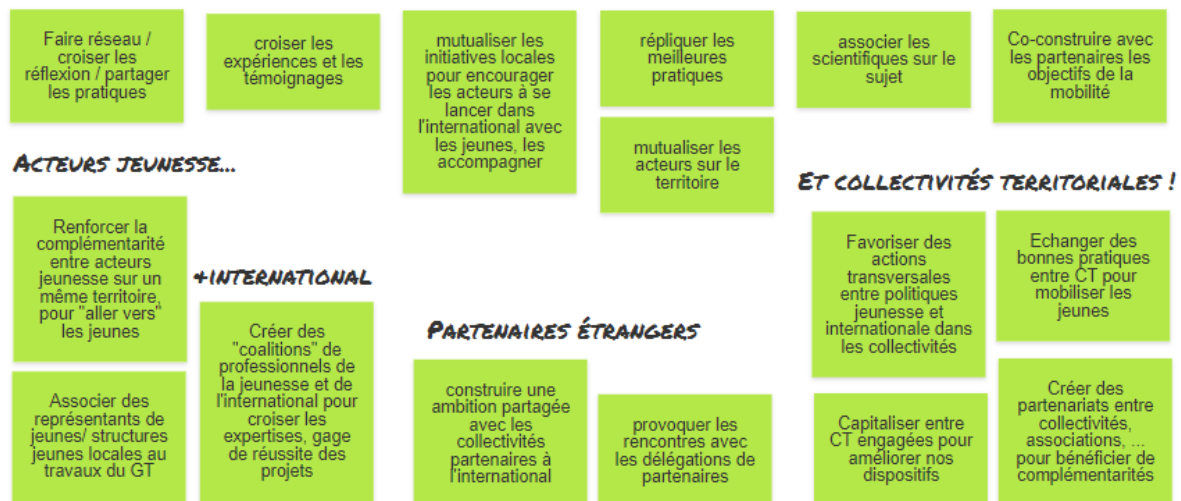 Faire réseau /
croiser les
réflexion / partager
les pratiques
croiser les
expériences et les
témoignages
mutualiser les
initiatives locales
pour encourager
les acteurs à se
lancer dans
l'international avec
les jeunes, les
accompagner
répliquer les
meilleures
pratiques
mutualiser les
acteurs sur le
territoire
associer les
scientifiques sur le
sujet
Co-construire avec
les partenaires les
objectifs de la
mobilité
ACTEURS JEUNESSE...
Renforcer la
complémentarité
entre acteurs
jeunesse sur un
même territoire,
pour "aller vers"
les jeunes
Associer des
représentants de
jeunes/ structures
jeunes locales au
travaux du GT
+INTERNATIONAL
Créer des
"coalitions" de
professionnels de
la jeunesse et de
l'international pour
croiser les
expertises, gage
de réussite des
projets
PARTENAIRES ÉTRANGERS
construire une
ambition partagée
avec les
collectivités
partenaires à
l'international
provoquer les
rencontres avec
les délégations de
partenaires
ET COLLECTIVITÉS TERRITORIALES !
Favoriser des
actions
transversales
entre politiques
jeunesse et
internationale dans
les collectivités
Echanger des
bonnes pratiques
entre CT pour
mobiliser les
jeunes
Capitaliser entre
CT engagées pour
améliorer nos
dispositifs
Créer des
partenariats entre
collectivités,
associations, ...
pour bénéficier de
complémentarités